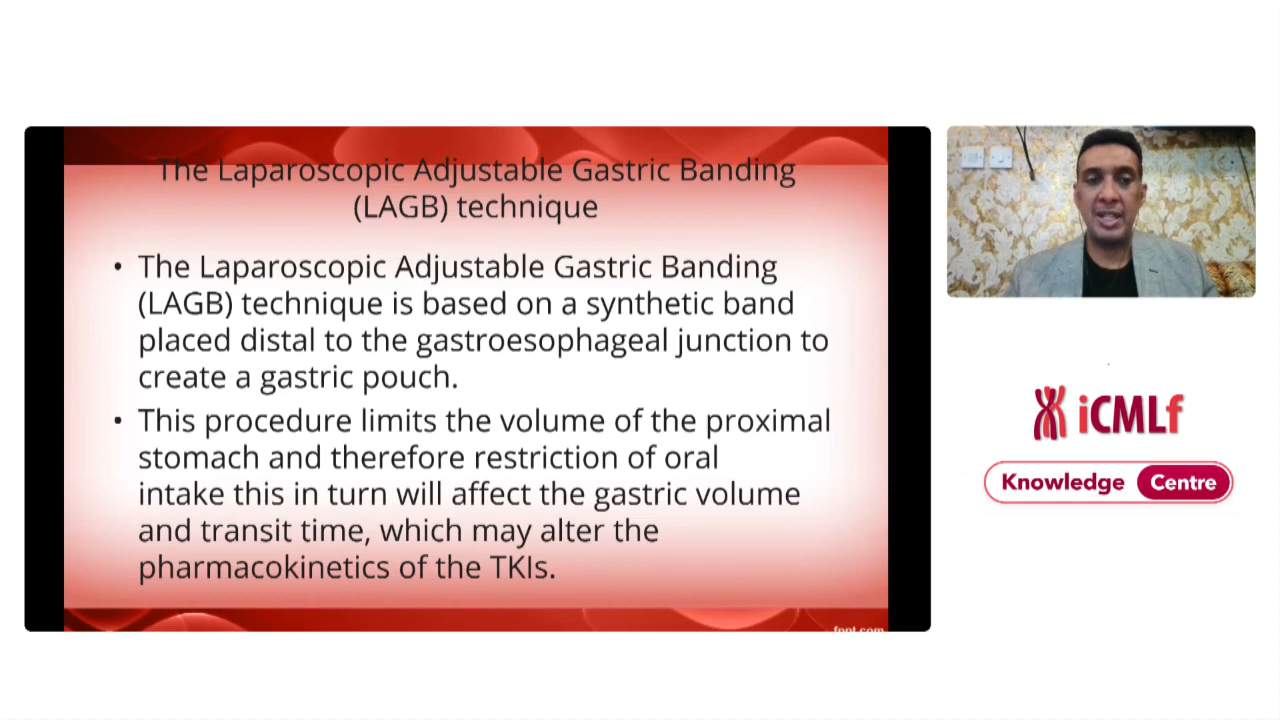 The Laparoscopic Adjustable Gastric Banding
(LAGB) technique
• The Laparoscopic Adjustable Gastric Banding
(LAGB) technique is based on a synthetic band
placed distal to the gastroesophageal junction to
create a gastric pouch.
• This procedure limits the volume of the proximal
stomach and therefore restriction of oral
intake this in turn will affect the gastric volume
and transit time, which may alter the
pharmacokinetics of the TKIs.
fppt.com
iCMLf
Knowledge Centre